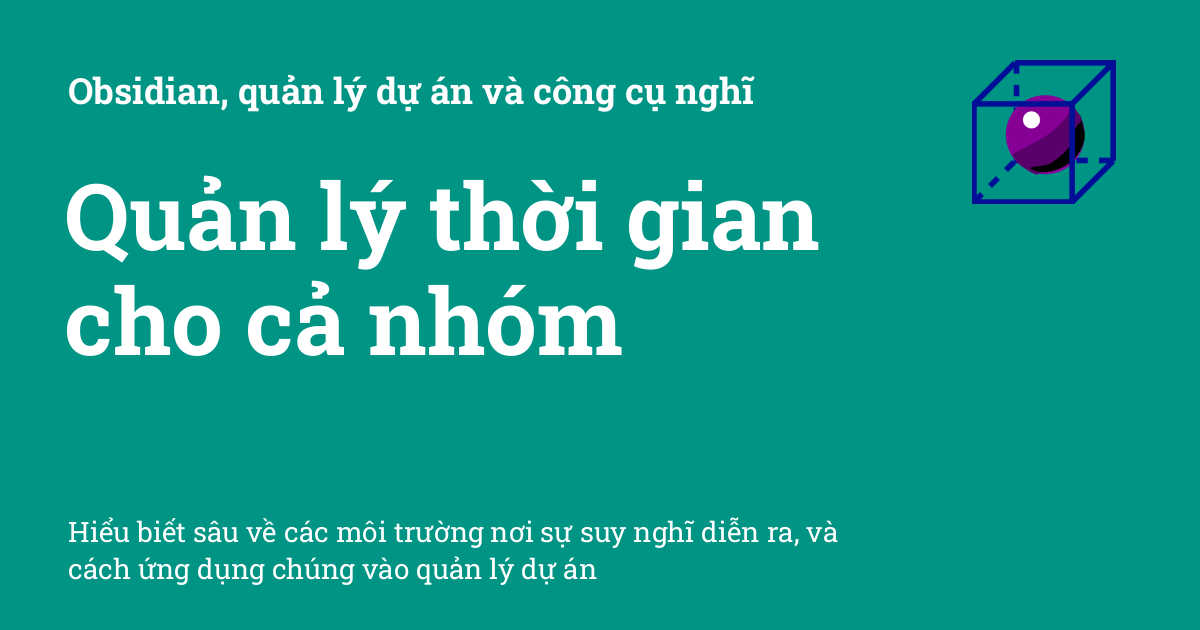 Obsidian, quản lý dự án và công cụ nghĩ
Quản lý thời gian
cho cả nhóm
Hiểu biết sâu về các môi trường nơi sự suy nghĩ diễn ra, và
cách ứng dụng chúng vào quản lý dự án